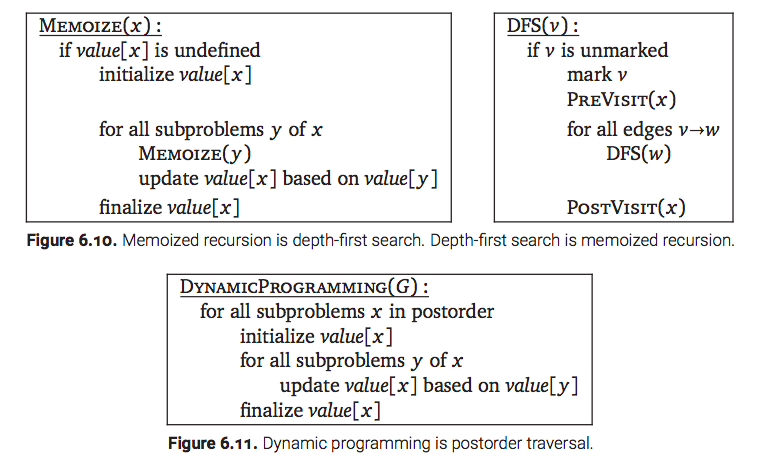 MEMOIZE(x):
if value[x] is undefined
initialize value[x]
for all subproblems y of x
MEMOIZE(y)
update value[x] based on value[y]
finalize value[x]
DFS(v):
if v is unmarked
mark v
PREVISIT(x)
for all edges v→w
DFS(w)
POSTVISIT(x)
Figure 6.10. Memoized recursion is depth-first search. Depth-first search is memoized recursion.
DYNAMICPROGRAMMING(G):
for all subproblems x in postorder
initialize value[x]
for all subproblems y of x
update value[x] based on value[y]
finalize value[x]
Figure 6.11. Dynamic programming is postorder traversal.